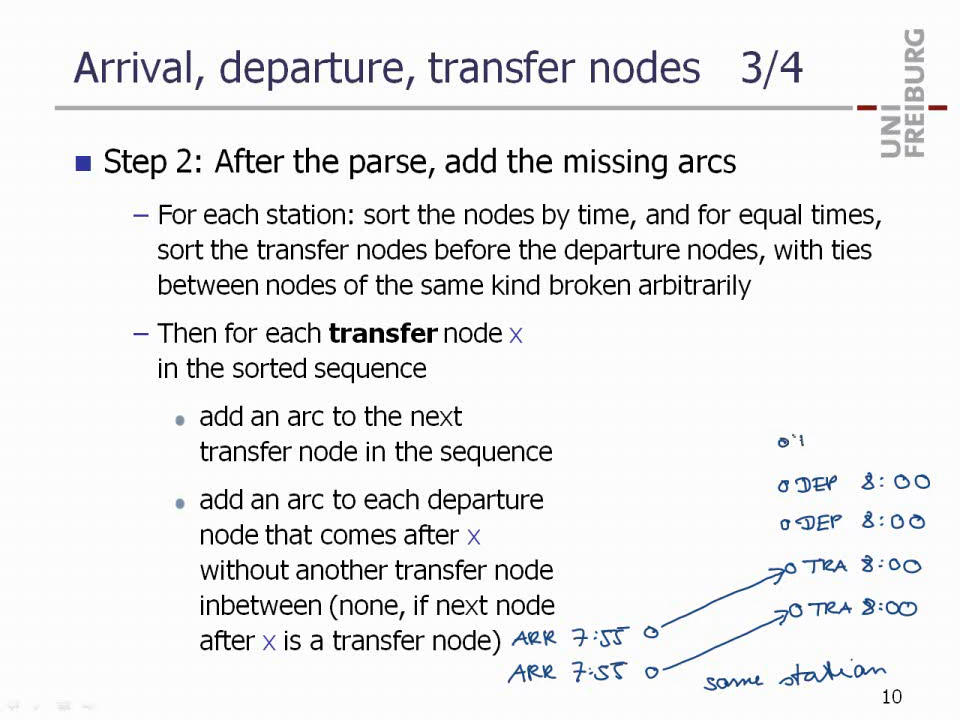 Arrival, departure, transfer nodes 3/4
UNI
FREIBURG
Step 2: After the parse, add the missing arcs
– For each station: sort the nodes by time, and for equal times,
sort the transfer nodes before the departure nodes, with ties
between nodes of the same kind broken arbitrarily
– Then for each transfer node x
in the sorted sequence
add an arc to the next
transfer node in the sequence
add an arc to each departure
node that comes after x
without another transfer node
inbetween (none, if next node
after x is a transfer node)
DEP 8:00
DEP 8:00
TRA 8:00
TRA 8:00
ARR 7:55
ARR 7:55
same station
10